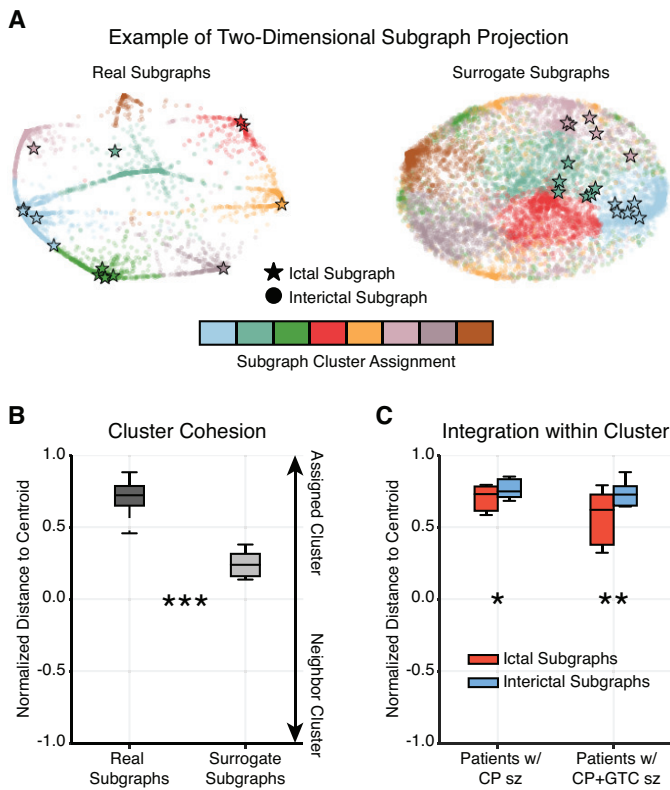 A
Example of Two-Dimensional Subgraph Projection
Real Subgraphs
Surrogate Subgraphs
Ictal Subgraph
Interictal Subgraph
Subgraph Cluster Assignment
B
Cluster Cohesion
Normalized Distance to Centroid
1.0
0.5
0.0
-0.5
-1.0
***
Assigned Cluster
Neighbor Cluster
Real
Subgraphs
Surrogate
Subgraphs
C
Integration within Cluster
Normalized Distance to Centroid
1.0
0.5
0.0
-0.5
-1.0
*
**
Ictal Subgraphs
Interictal Subgraphs
Patients w/
CP sz
Patients w/
CP+GTC sz